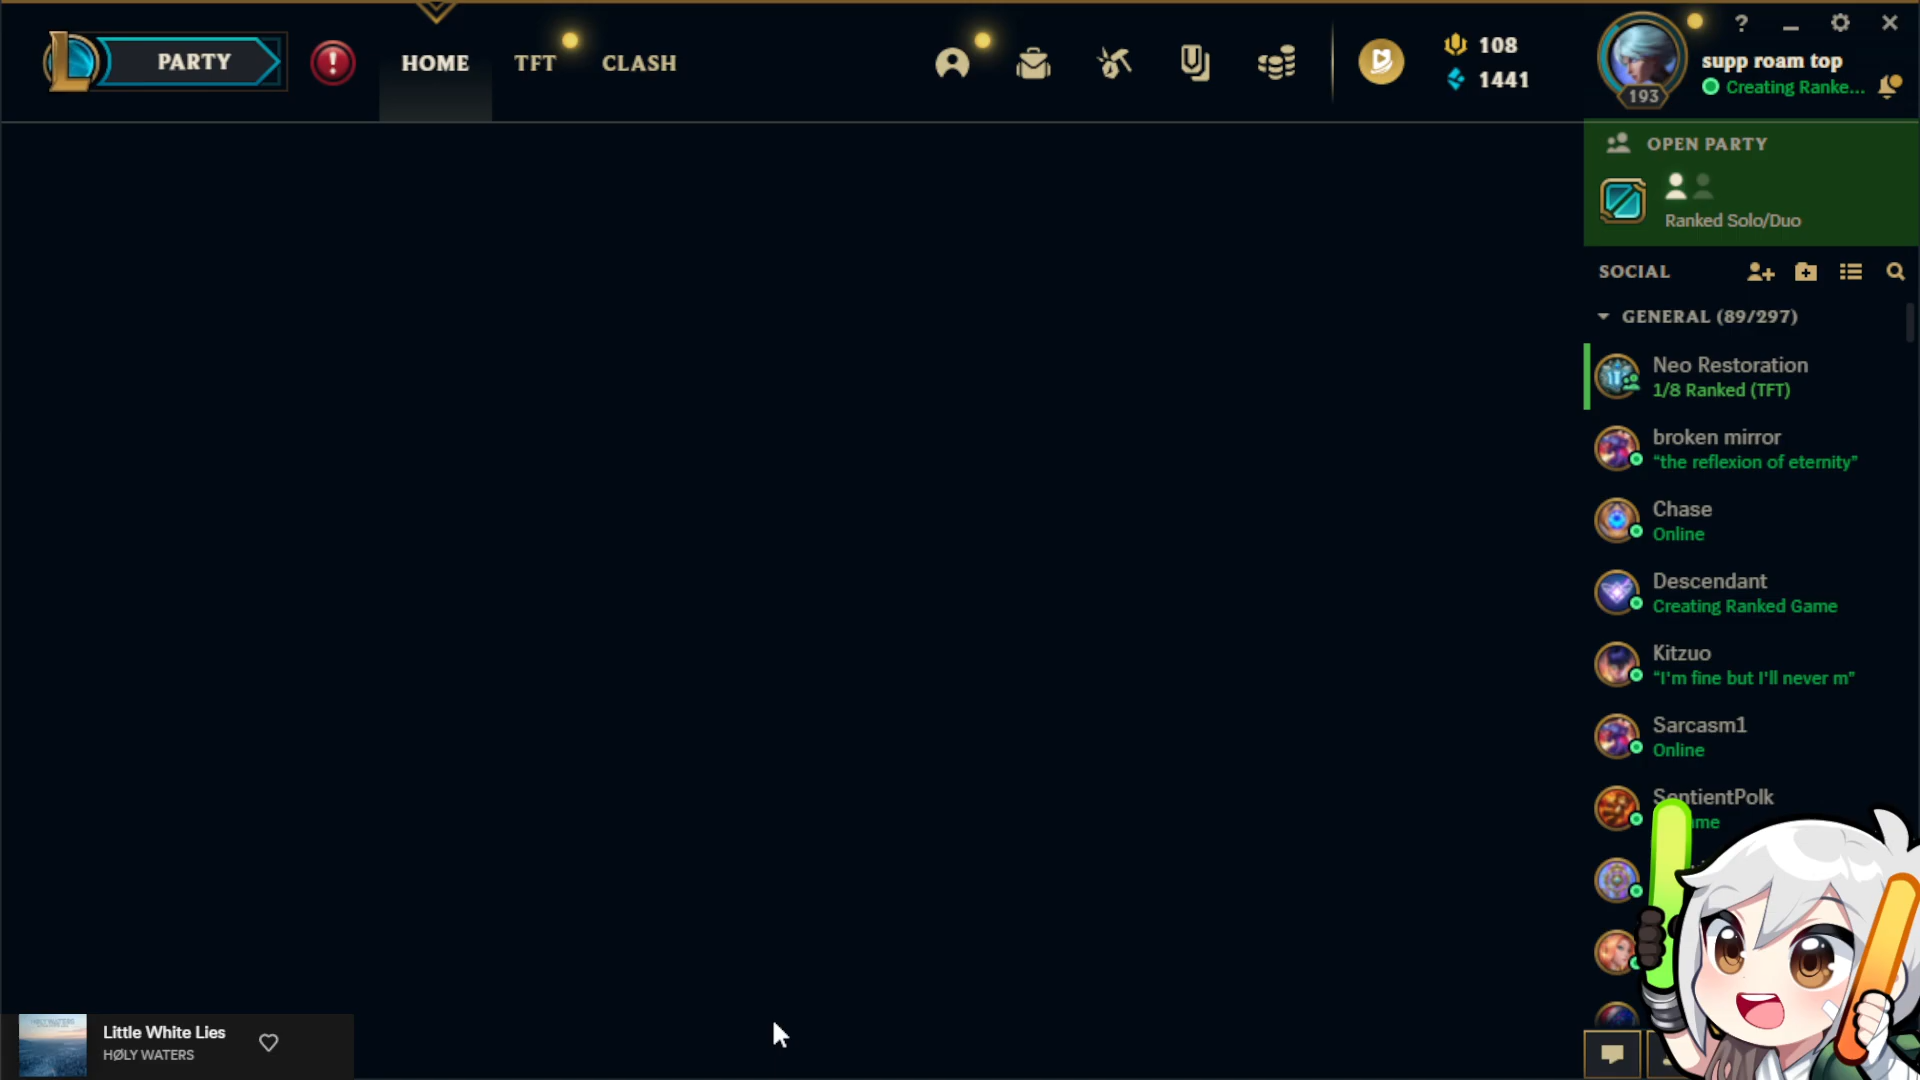 PARTY
HOME
TFT
CLASH
108
1441
?
193
supp roam top
Creating Ranke...
OPEN PARTY
Ranked Solo/Duo
SOCIAL
GENERAL (89/297)
Neo Restoration
1/8 Ranked (TFT)
broken mirror
“the reflexion of eternity”
Chase
Online
Descendant
Creating Ranked Game
Kitzuo
“I'm fine but I'll never m”
Sarcasm1
Online
SentientPolk
Little White Lies
HØLY WATERS